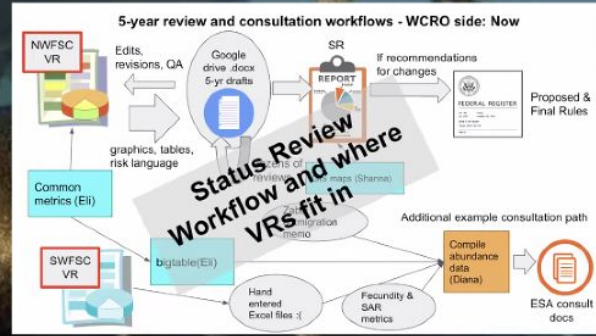 5-year review and consultation workflows - WCRO side: Now
NWFSC
VR
Edits,
revisions, QA
Google
drive .docx
5-yr drafts
SR
REPORT
If recommendations
for changes
FEDERAL REGISTER
Proposed &
Final Rules
graphics, tables,
risk language
Status Review
Workflow and where
VRs fit in
of
reviews
maps (Shanna)
Common
metrics (Eli)
memo
Additional example consultation path
SWFSC
VR
bigtable(Eli)
Compile
abundance
data
(Diana)
ESA consult
docs
Hand
entered
Excel files :(
Fecundity &
SAR
metrics